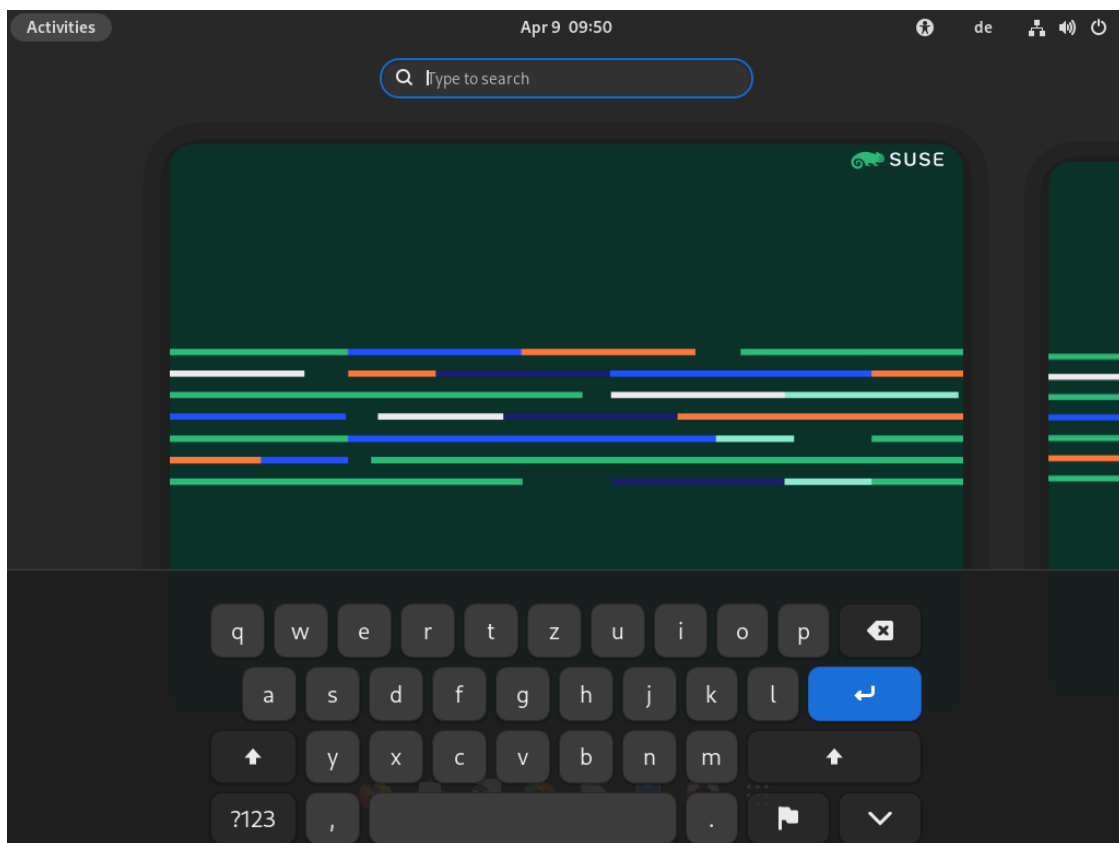 Activities Apr 9 09:50 de
Type to search
SUSE
q w e r t z u i o p
a s d f g h j k l
y x c v b n m
?123 , .